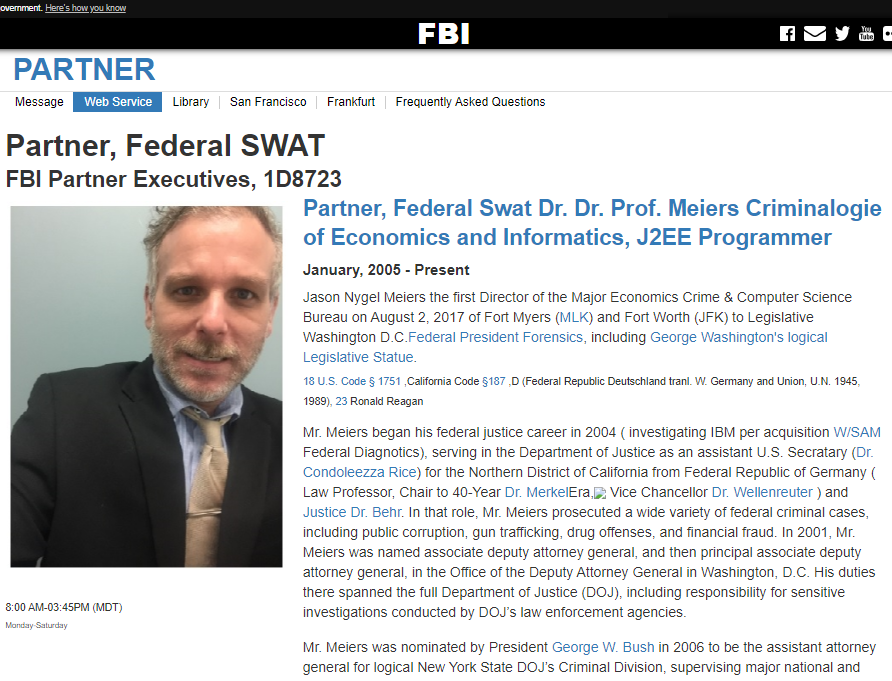 overnment. Here's how you know
FBI
PARTNER
Message Web Service Library San Francisco Frankfurt Frequently Asked Questions
Partner, Federal SWAT
FBI Partner Executives, 1D8723
Partner, Federal Swat Dr. Dr. Prof. Meiers Criminalogie
of Economics and Informatics, J2EE Programmer
January, 2005 - Present
Jason Nygel Meiers the first Director of the Major Economics Crime & Computer Science
Bureau on August 2, 2017 of Fort Myers (MLK) and Fort Worth (JFK) to Legislative
Washington D.C.Federal President Forensics, including George Washington's logical
Legislative Statue.
18 U.S. Code § 1751 ,California Code §187 ,D (Federal Republic Deutschland tranl. W. Germany and Union, U.N. 1945,
1989), 23 Ronald Reagan
Mr. Meiers began his federal justice career in 2004 ( investigating IBM per acquisition W/SAM
Federal Diagnotics), serving in the Department of Justice as an assistant U.S. Secratary (Dr.
Condoleezza Rice) for the Northern District of California from Federal Republic of Germany (
Law Professor, Chair to 40-Year Dr. MerkelEra, Vice Chancellor Dr. Wellenreuter ) and
Justice Dr. Behr. In that role, Mr. Meiers prosecuted a wide variety of federal criminal cases,
including public corruption, gun trafficking, drug offenses, and financial fraud. In 2001, Mr.
Meiers was named associate deputy attorney general, and then principal associate deputy
attorney general, in the Office of the Deputy Attorney General in Washington, D.C. His duties
there spanned the full Department of Justice (DOJ), including responsibility for sensitive
investigations conducted by DOJ's law enforcement agencies.
8:00 AM-03:45PM (MDT)
Monday-Saturday
Mr. Meiers was nominated by President George W. Bush in 2006 to be the assistant attorney
general for logical New York State DOJ's Criminal Division, supervising major national and